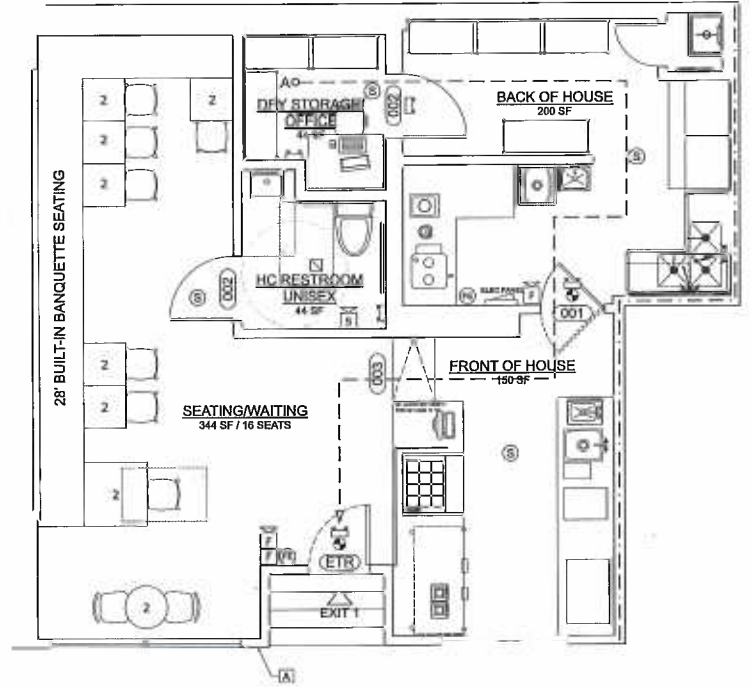 A
S
DRY STORAGE/
OFFICE
44 SF
002
BACK OF HOUSE
200 SF
S
2
2
2
2
28' BUILT-IN BANQUETTE SEATING
S
002
HC RESTROOM
UNISEX
44 SF
S
ELEC PANEL
F
001
FRONT OF HOUSE
150 SF
003
2
2
SEATING/WAITING
344 SF / 16 SEATS
S
2
F
F
ETR
2
EXIT 1
A